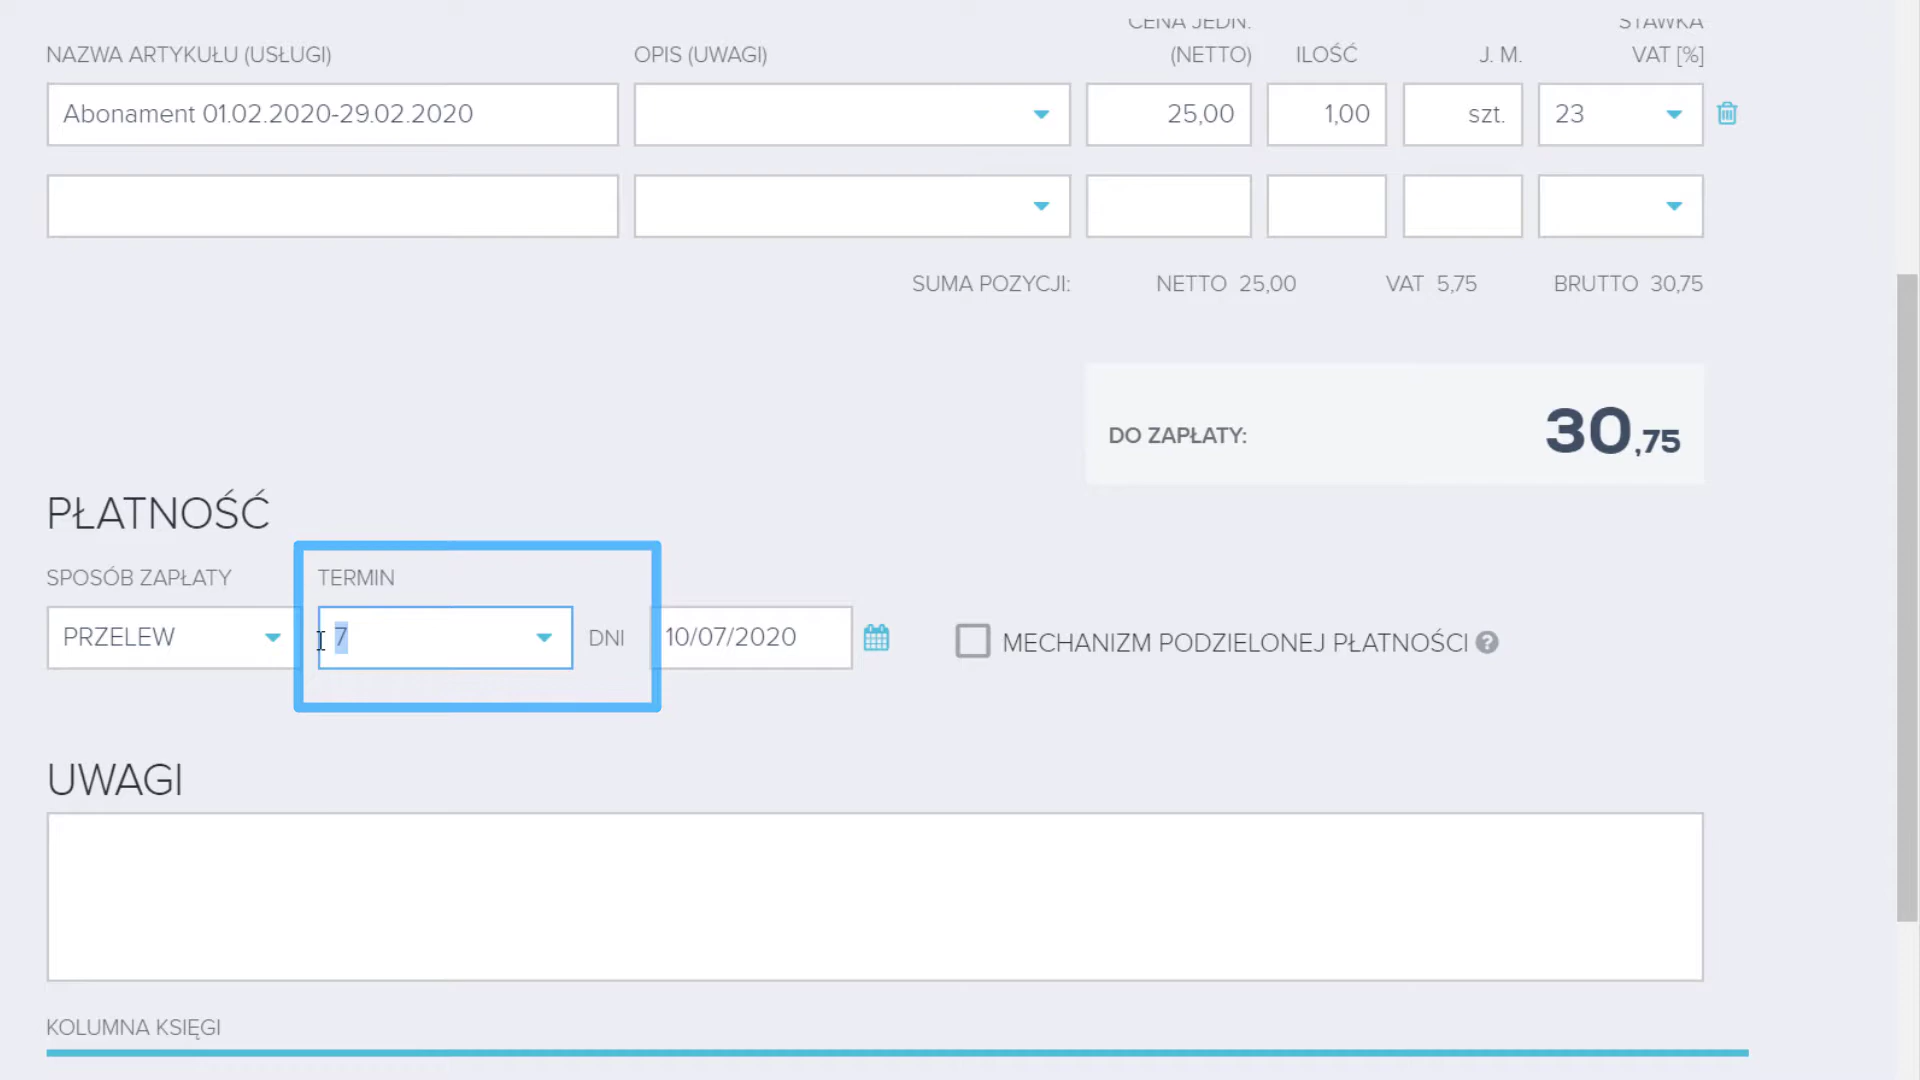 CENA JEDN. STAWKA
NAZWA ARTYKUŁU (USŁUGI) OPIS (UWAGI) (NETTO) ILOŚĆ J. M. VAT [%]
Abonament 01.02.2020-29.02.2020 25,00 1,00 szt. 23
SUMA POZYCJI: NETTO 25,00 VAT 5,75 BRUTTO 30,75
DO ZAPŁATY: 30,75
PŁATNOŚĆ
SPOSÓB ZAPŁATY TERMIN
PRZELEW 7 DNI 10/07/2020 MECHANIZM PODZIELONEJ PŁATNOŚCI ?
UWAGI
KOLUMNA KSIĘGI